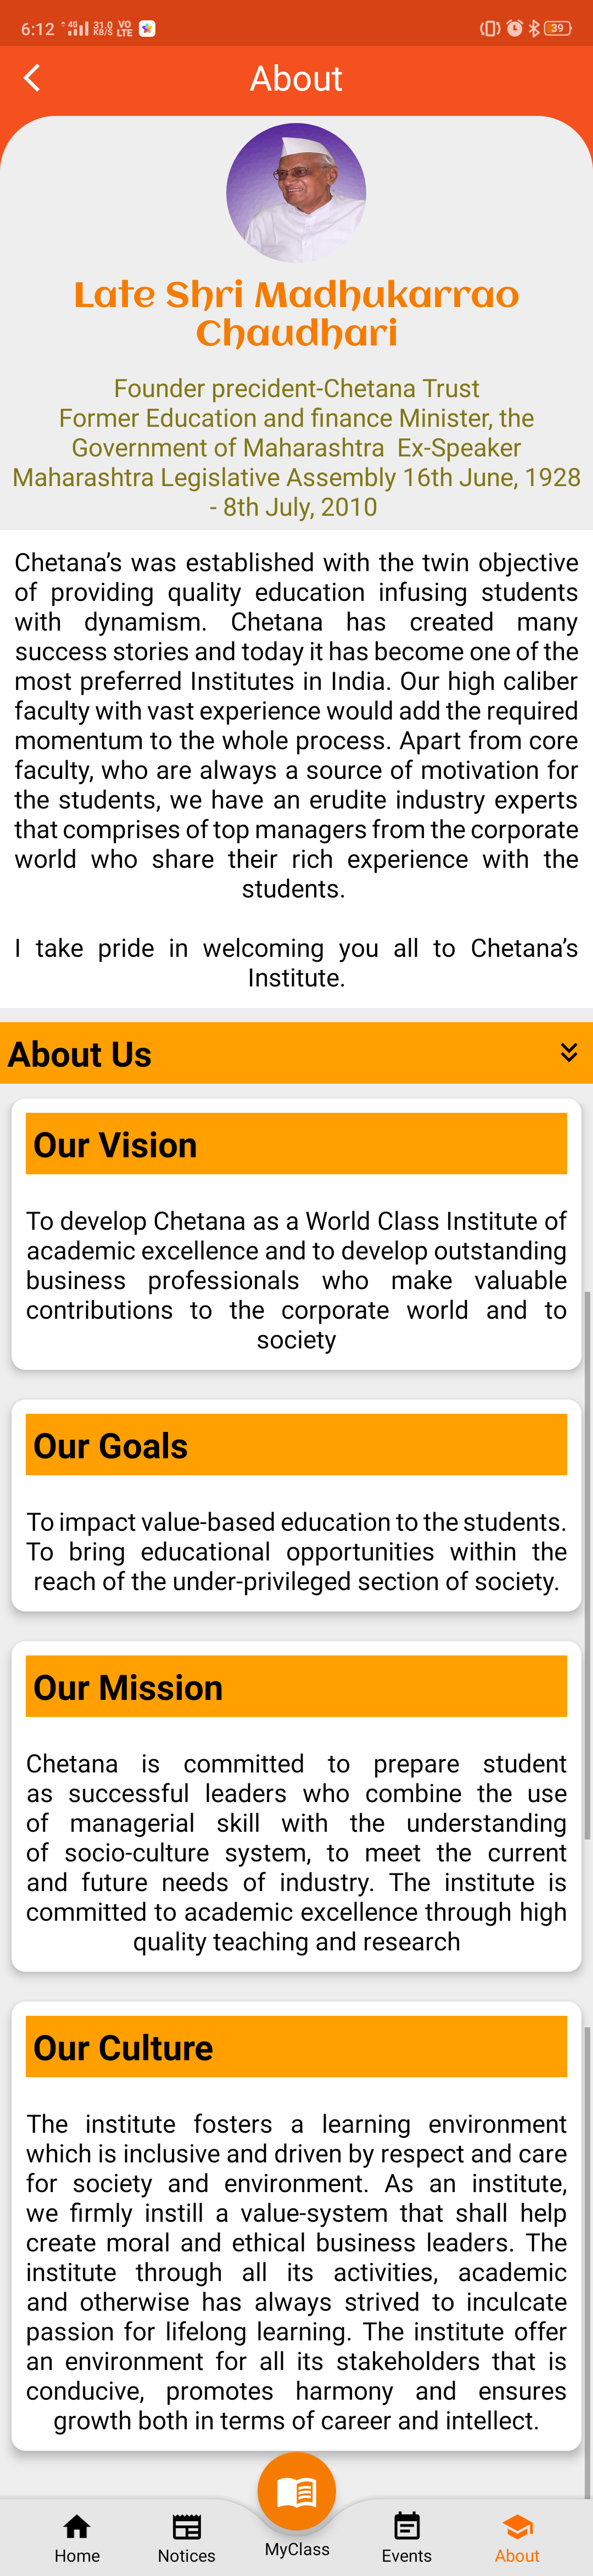 6:12 4G 31.0 KB/S VO LTE 39
About
Late Shri Madhukarrao
Chaudhari
Founder precident-Chetana Trust
Former Education and finance Minister, the
Government of Maharashtra Ex-Speaker
Maharashtra Legislative Assembly 16th June, 1928
- 8th July, 2010
Chetana's was established with the twin objective
of providing quality education infusing students
with dynamism. Chetana has created many
success stories and today it has become one of the
most preferred Institutes in India. Our high caliber
faculty with vast experience would add the required
momentum to the whole process. Apart from core
faculty, who are always a source of motivation for
the students, we have an erudite industry experts
that comprises of top managers from the corporate
world who share their rich experience with the
students.
I take pride in welcoming you all to Chetana's
Institute.
About Us
Our Vision
To develop Chetana as a World Class Institute of
academic excellence and to develop outstanding
business professionals who make valuable
contributions to the corporate world and to
society
Our Goals
To impact value-based education to the students.
To bring educational opportunities within the
reach of the under-privileged section of society.
Our Mission
Chetana is committed to prepare student
as successful leaders who combine the use
of managerial skill with the understanding
of socio-culture system, to meet the current
and future needs of industry. The institute is
committed to academic excellence through high
quality teaching and research
Our Culture
The institute fosters a learning environment
which is inclusive and driven by respect and care
for society and environment. As an institute,
we firmly instill a value-system that shall help
create moral and ethical business leaders. The
institute through all its activities, academic
and otherwise has always strived to inculcate
passion for lifelong learning. The institute offer
an environment for all its stakeholders that is
conducive, promotes harmony and ensures
growth both in terms of career and intellect.
Home Notices MyClass Events About